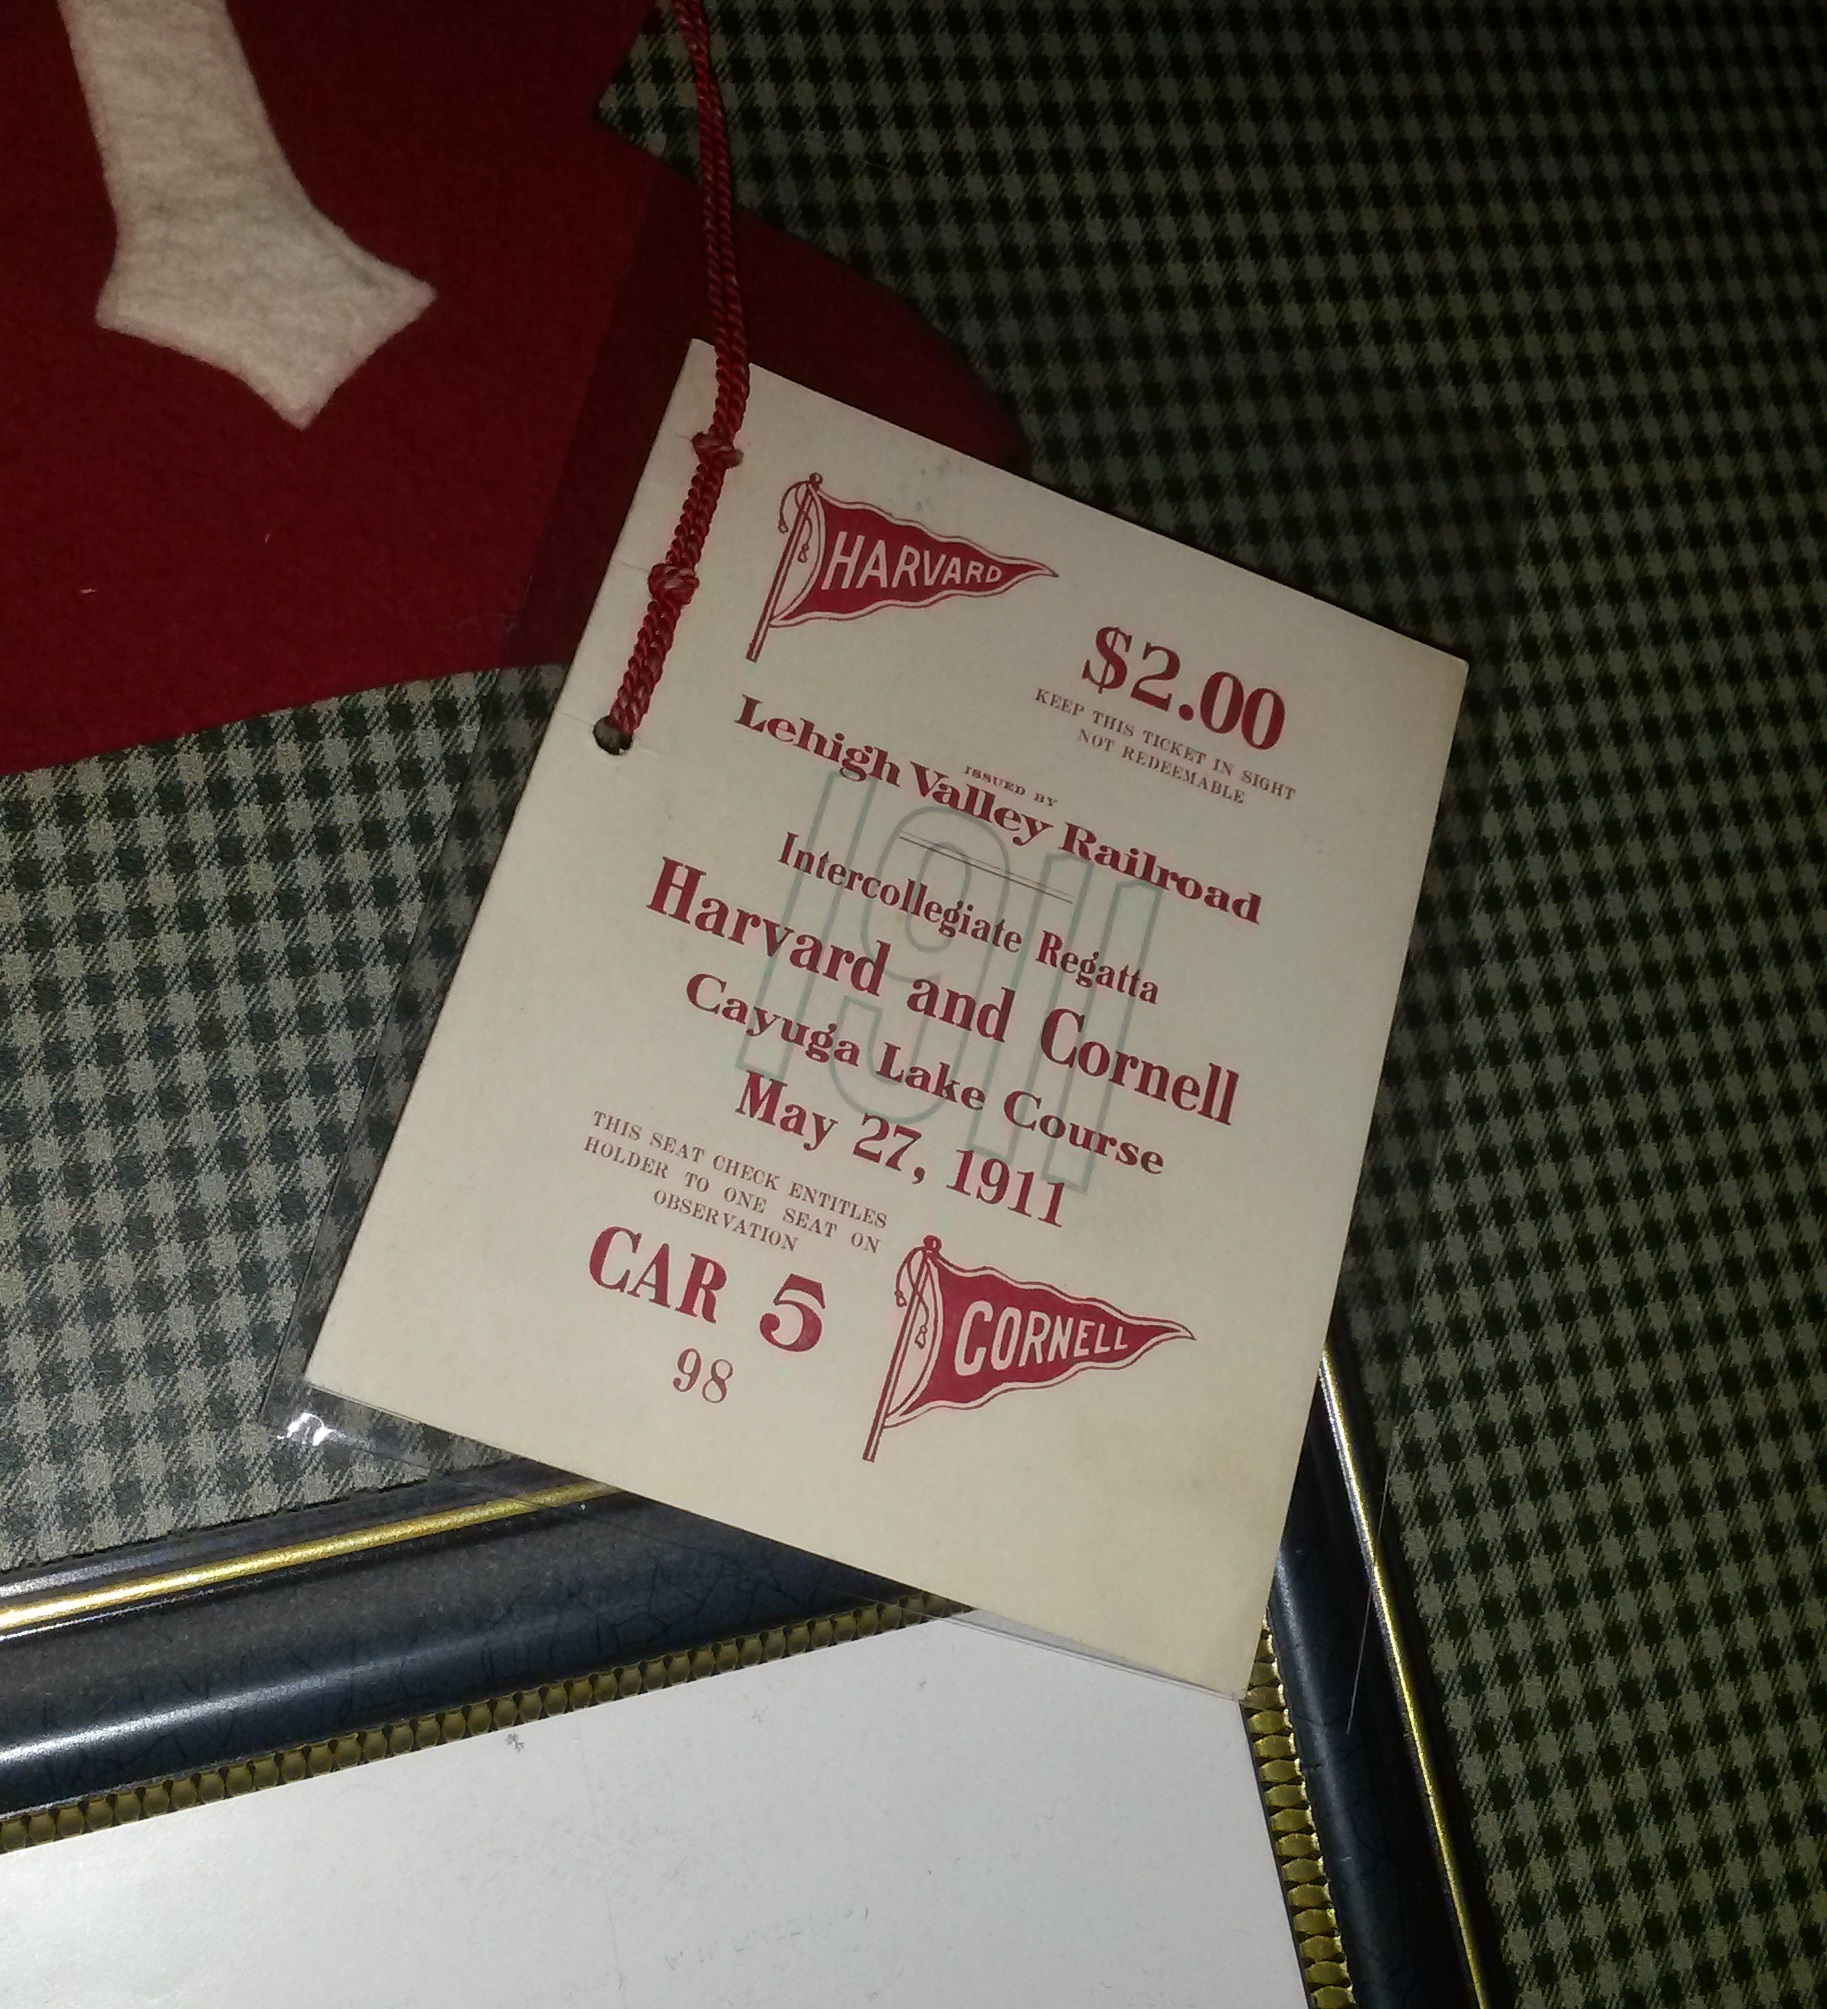 HARVARD
$2.00
KEEP THIS TICKET IN SIGHT
NOT REDEEMABLE
ISSUED BY
Lehigh Valley Railroad
1911
Intercollegiate Regatta
Harvard and Cornell
Cayuga Lake Course
May 27, 1911
THIS SEAT CHECK ENTITLES
HOLDER TO ONE SEAT ON
OBSERVATION
CAR 5
98
CORNELL